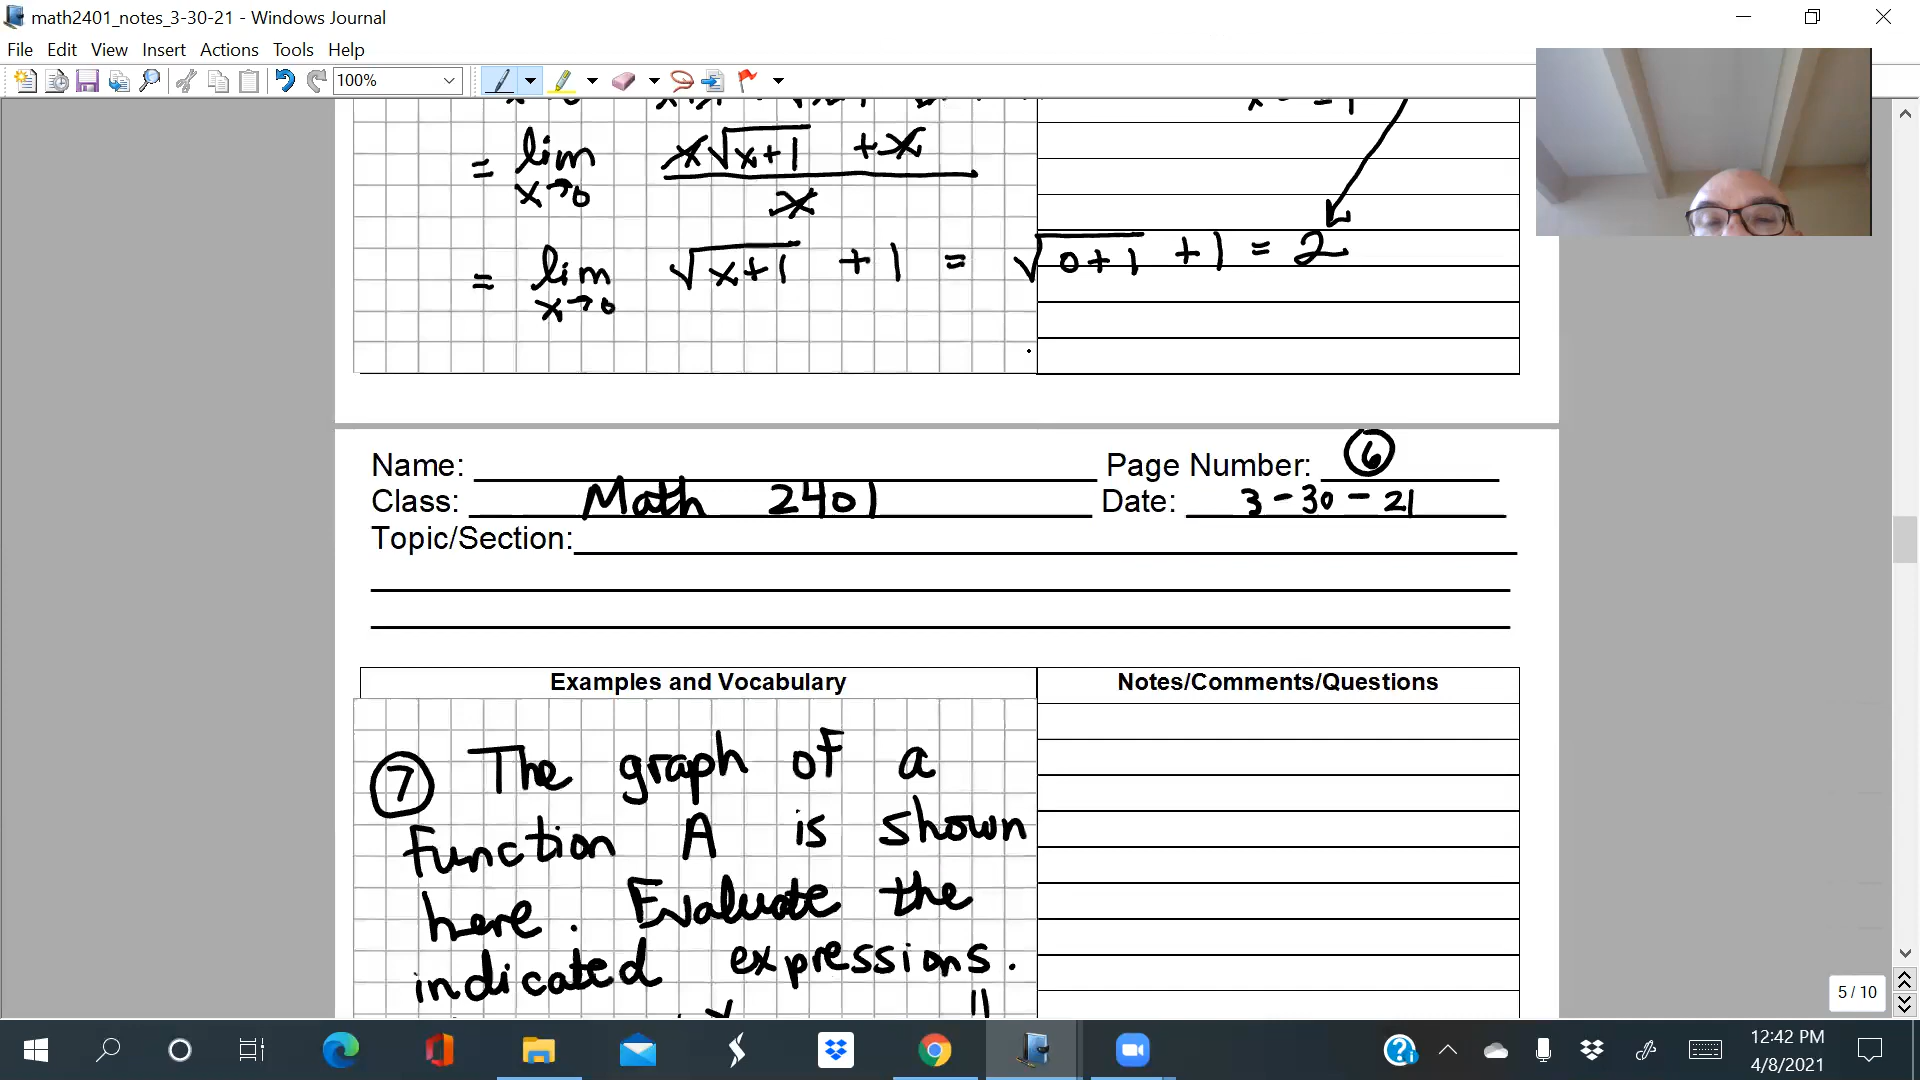 math2401_notes_3-30-21 - Windows Journal
File Edit View Insert Actions Tools Help
100%
= lim x→0 x√x+1 + x / x
= lim x→0 √x+1 + 1 = √0+1 + 1 = 2
Name: Page Number: 6
Class: Math 2401 Date: 3-30-21
Topic/Section:
Examples and Vocabulary Notes/Comments/Questions
7 The graph of a
function A is shown
here. Evaluate the
indicated expressions.
5 / 10
12:42 PM
4/8/2021